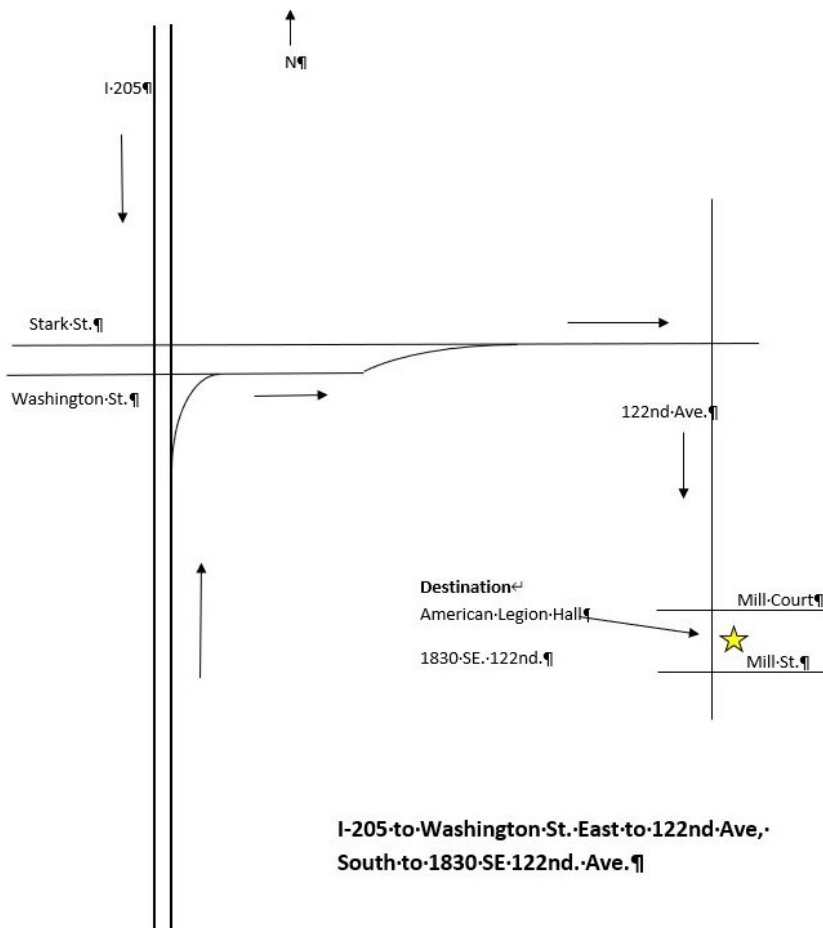 N¶
I-205¶
Stark·St.¶
Washington·St.¶
122nd·Ave.¶
Destination↵
American·Legion·Hall¶
1830·SE.·122nd.¶
Mill·Court¶
Mill·St.¶
I-205·to·Washington·St.·East·to·122nd·Ave,·
South·to·1830·SE·122nd.·Ave.¶